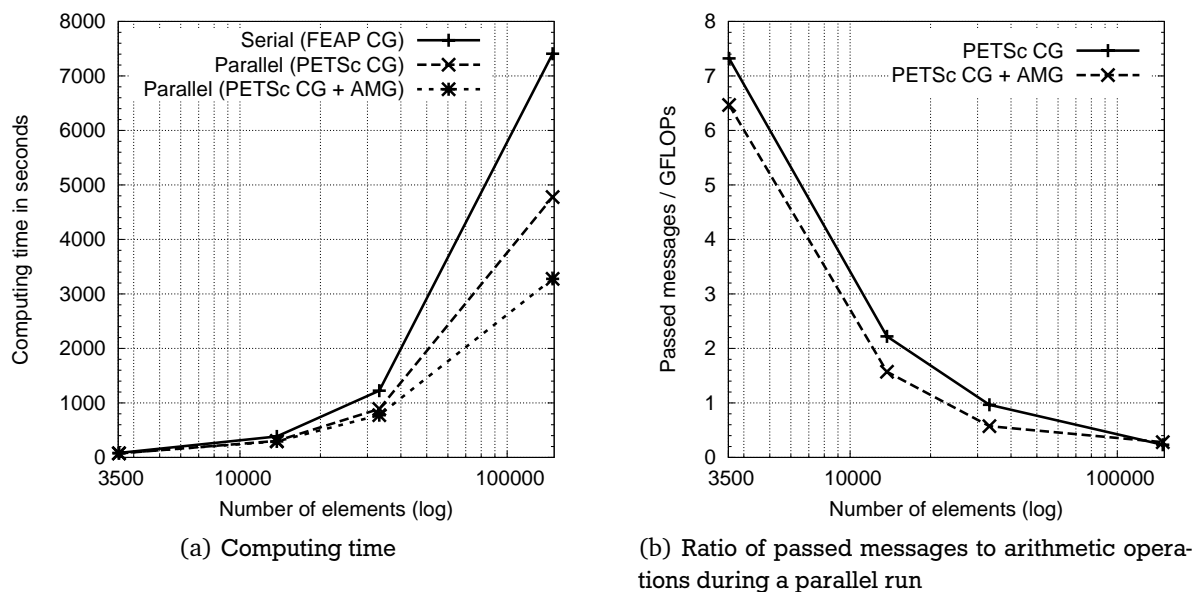 8000
7000
6000
5000
4000
3000
2000
1000
0
Computing time in seconds
Serial (FEAP CG)
Parallel (PETSc CG)
Parallel (PETSc CG + AMG)
3500
10000
100000
Number of elements (log)
(a) Computing time
8
7
6
5
4
3
2
1
0
Passed messages / GFLOPs
PETSc CG
PETSc CG + AMG
3500
10000
100000
Number of elements (log)
(b) Ratio of passed messages to arithmetic opera-
tions during a parallel run